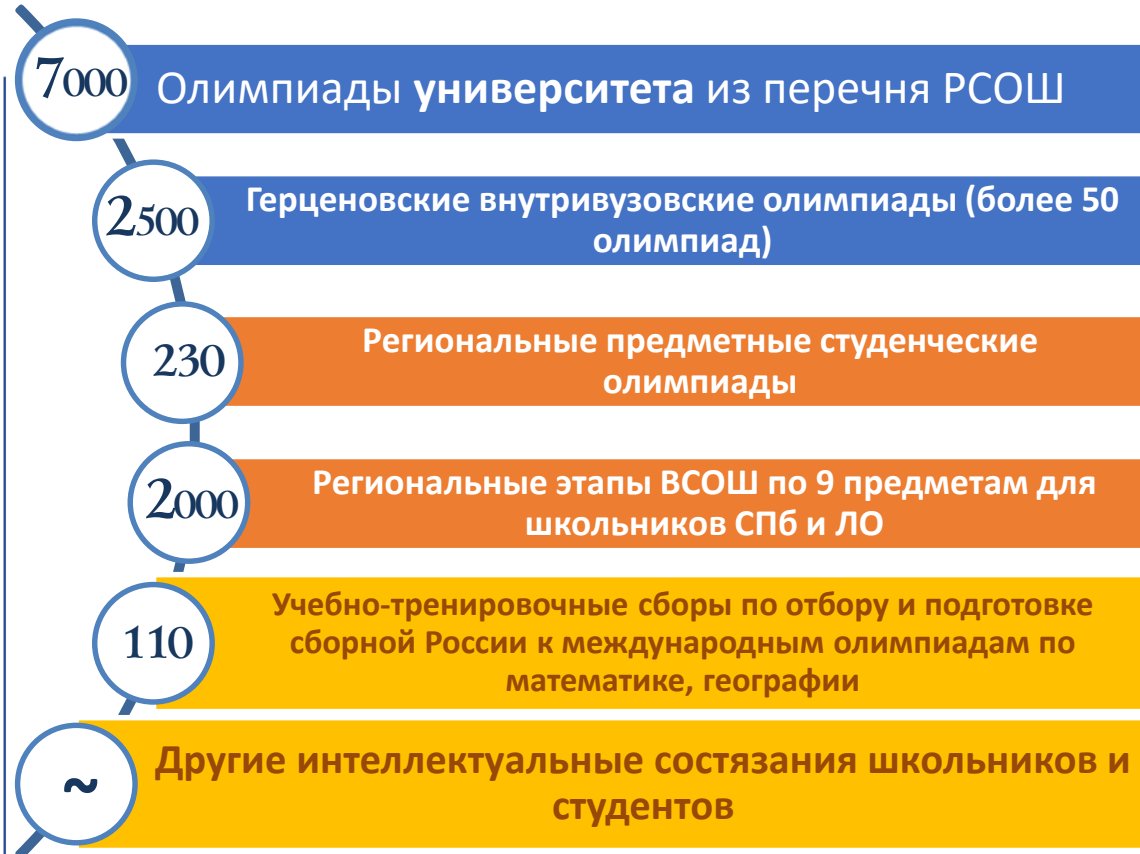 7000
Олимпиады университета из перечня РСОШ
2500
Герценовские внутривузовские олимпиады (более 50
олимпиад)
230
Региональные предметные студенческие
олимпиады
2000
Региональные этапы ВСОШ по 9 предметам для
школьников СПб и ЛО
110
Учебно-тренировочные сборы по отбору и подготовке
сборной России к международным олимпиадам по
математике, географии
~
Другие интеллектуальные состязания школьников и
студентов